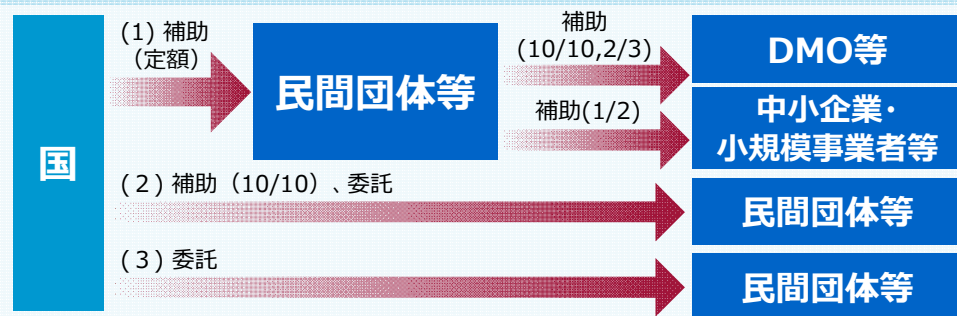 国
(1) 補助
（定額）
民間団体等
補助
(10/10,2/3)
DMO等
補助(1/2)
中小企業・
小規模事業者等
(２) 補助（10/10）、委託
民間団体等
(３) 委託
民間団体等